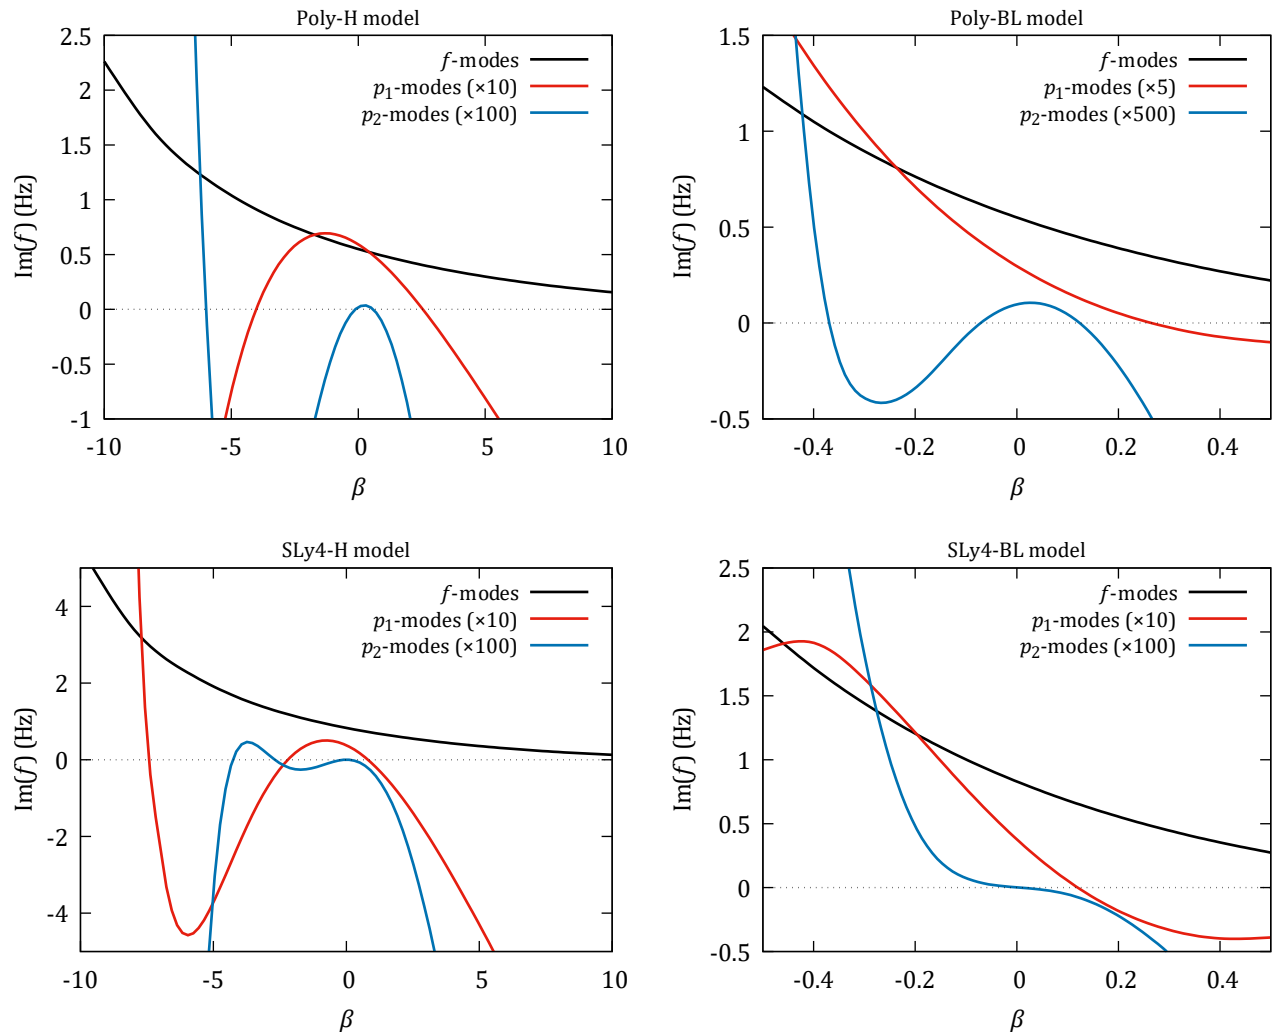 Poly-H model
Im(f) (Hz)
2.5
2
1.5
1
0.5
0
-0.5
-1
f-modes
p₁-modes (×10)
p₂-modes (×100)
-10
-5
0
5
10
β
Poly-BL model
Im(f) (Hz)
1.5
1
0.5
0
-0.5
f-modes
p₁-modes (×5)
p₂-modes (×500)
-0.4
-0.2
0
0.2
0.4
β
SLy4-H model
Im(f) (Hz)
4
2
0
-2
-4
f-modes
p₁-modes (×10)
p₂-modes (×100)
-10
-5
0
5
10
β
SLy4-BL model
Im(f) (Hz)
2.5
2
1.5
1
0.5
0
-0.5
f-modes
p₁-modes (×10)
p₂-modes (×100)
-0.4
-0.2
0
0.2
0.4
β